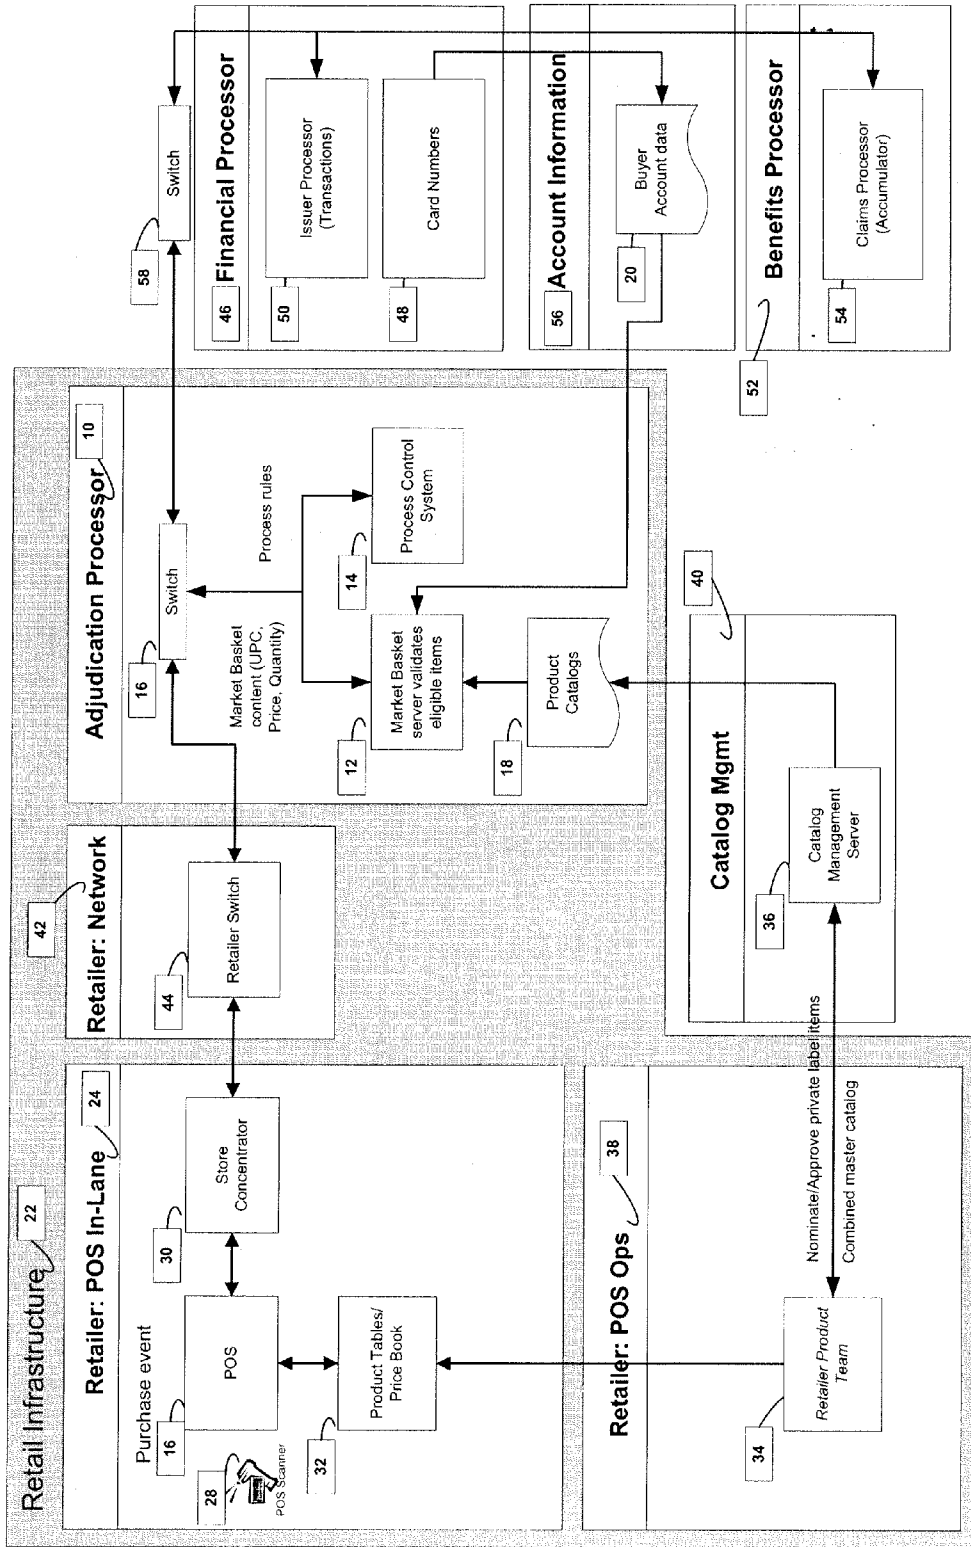 Retail Infrastructure
22
Retailer: POS In-Lane
24
Purchase event
16
POS
28
POS Scanner
30
Store
Concentrator
32
Product Tables/
Price Book
Retailer: POS Ops
38
34
Retailer Product
Team
Nominate/Approve private label items
Combined master catalog
42
Retailer: Network
44
Retailer Switch
Adjudication Processor
10
16
Switch
Market Basket
content (UPC,
Price, Quantity)
Process rules
12
Market Basket
server validates
eligible items
14
Process Control
System
18
Product
Catalogs
40
Catalog Mgmt
36
Catalog
Management
Server
58
Switch
46
Financial Processor
50
Issuer Processor
(Transactions)
48
Card Numbers
56
Account Information
20
Buyer
Account data
52
Benefits Processor
54
Claims Processor
(Accumulator)